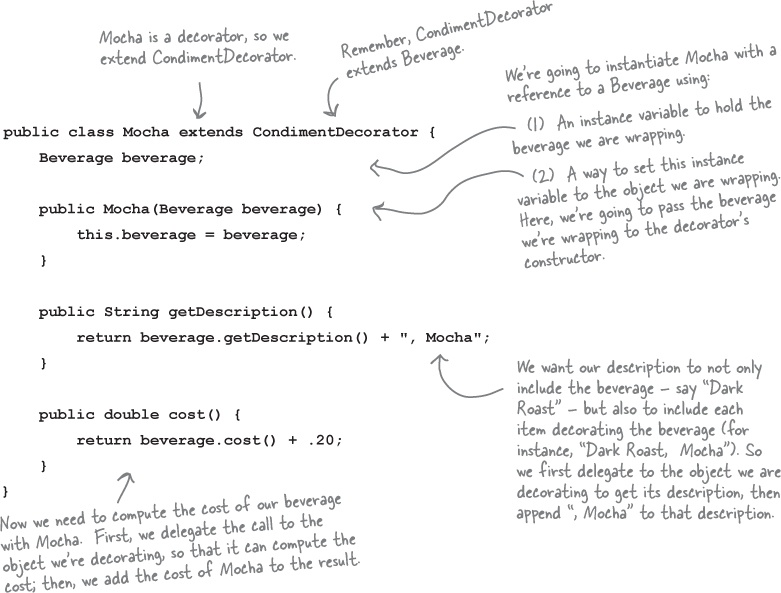 Mocha is a decorator, so we
extend CondimentDecorator.
Remember, CondimentDecorator
extends Beverage.
We're going to instantiate Mocha with a
reference to a Beverage using:
(1) An instance variable to hold the
beverage we are wrapping.
(2) A way to set this instance
variable to the object we are wrapping.
Here, we're going to pass the beverage
we're wrapping to the decorator's
constructor.
public class Mocha extends CondimentDecorator {
    Beverage beverage;
    public Mocha(Beverage beverage) {
        this.beverage = beverage;
    }
    public String getDescription() {
        return beverage.getDescription() + ", Mocha";
    }
    public double cost() {
        return beverage.cost() + .20;
    }
}
We want our description to not only
include the beverage – say “Dark
Roast” – but also to include each
item decorating the beverage (for
instance, “Dark Roast, Mocha”). So
we first delegate to the object we are
decorating to get its description, then
append “, Mocha” to that description.
Now we need to compute the cost of our beverage
with Mocha. First, we delegate the call to the
object we're decorating, so that it can compute the
cost; then, we add the cost of Mocha to the result.